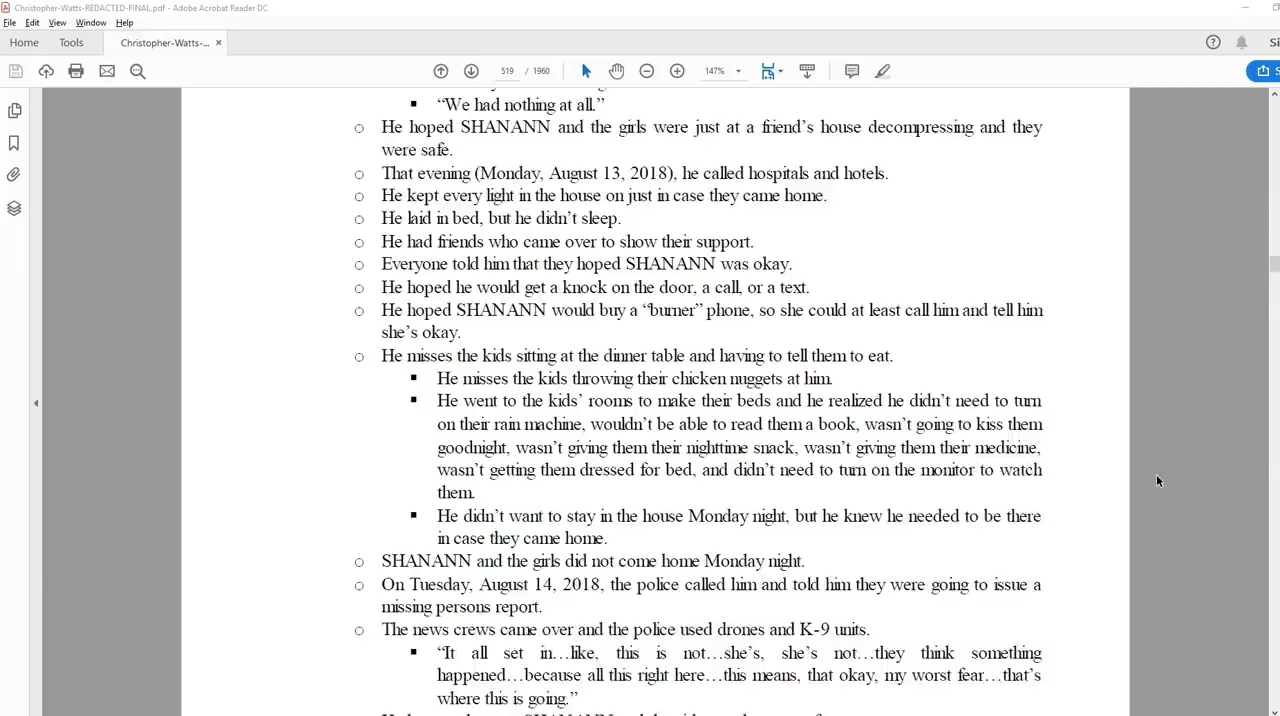 Christopher-Watts-REDACTED-FINAL.pdf - Adobe Acrobat Reader DC
File Edit View Window Help
Home Tools Christopher-Watts-... ×
519 / 1960 147%
▪ “We had nothing at all.”
o He hoped SHANANN and the girls were just at a friend’s house decompressing and they
were safe.
o That evening (Monday, August 13, 2018), he called hospitals and hotels.
o He kept every light in the house on just in case they came home.
o He laid in bed, but he didn’t sleep.
o He had friends who came over to show their support.
o Everyone told him that they hoped SHANANN was okay.
o He hoped he would get a knock on the door, a call, or a text.
o He hoped SHANANN would buy a “burner” phone, so she could at least call him and tell him
she’s okay.
o He misses the kids sitting at the dinner table and having to tell them to eat.
▪ He misses the kids throwing their chicken nuggets at him.
▪ He went to the kids’ rooms to make their beds and he realized he didn’t need to turn
on their rain machine, wouldn’t be able to read them a book, wasn’t going to kiss them
goodnight, wasn’t giving them their nighttime snack, wasn’t giving them their medicine,
wasn’t getting them dressed for bed, and didn’t need to turn on the monitor to watch
them.
▪ He didn’t want to stay in the house Monday night, but he knew he needed to be there
in case they came home.
o SHANANN and the girls did not come home Monday night.
o On Tuesday, August 14, 2018, the police called him and told him they were going to issue a
missing persons report.
o The news crews came over and the police used drones and K-9 units.
▪ “It all set in…like, this is not…she’s, she’s not…they think something
happened…because all this right here…this means, that okay, my worst fear…that’s
where this is going.”